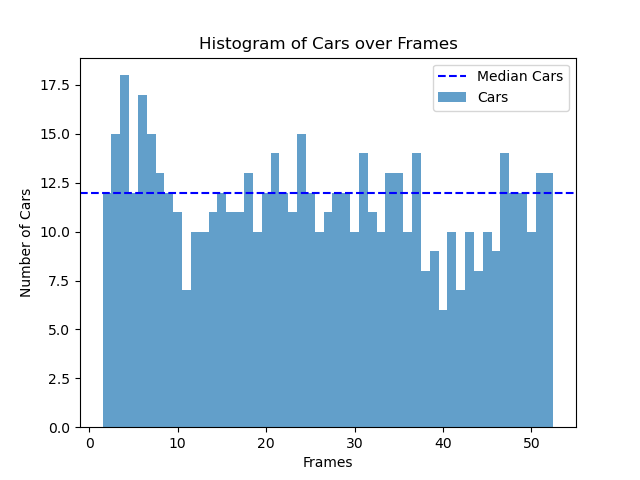 Histogram of Cars over Frames
Median Cars
Cars
Number of Cars
17.5
15.0
12.5
10.0
7.5
5.0
2.5
0.0
0 10 20 30 40 50
Frames